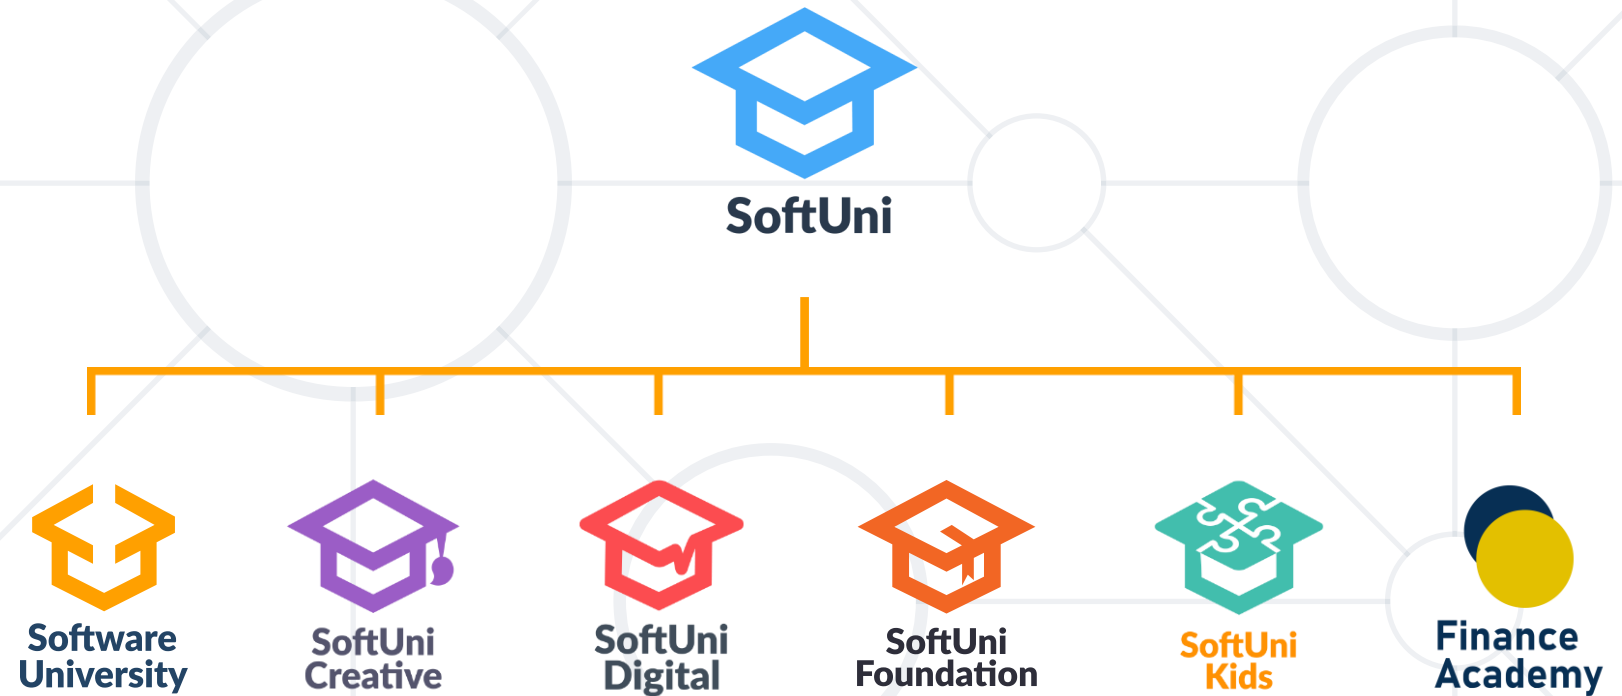 SoftUni
Software
University
SoftUni
Creative
SoftUni
Digital
SoftUni
Foundation
SoftUni
Kids
Finance
Academy